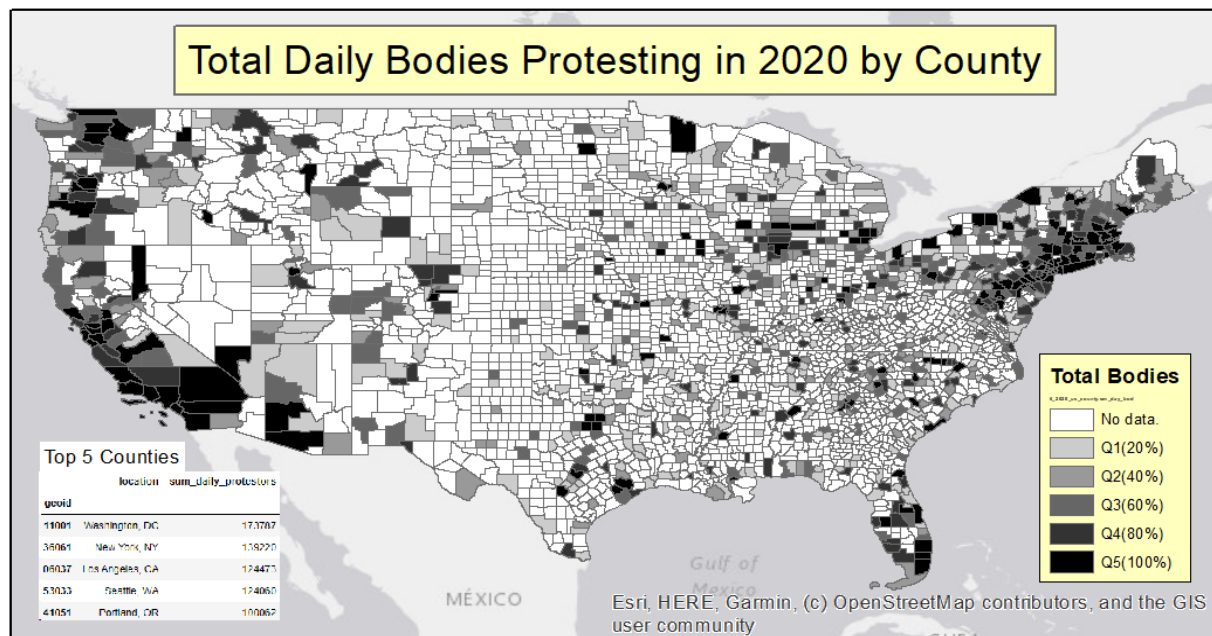 Total Daily Bodies Protesting in 2020 by County
Total Bodies
No data.
Q1(20%)
Q2(40%)
Q3(60%)
Q4(80%)
Q5(100%)
Top 5 Counties
location sum_daily_protestors
geoid
11001 Washington, DC 173787
36061 New York, NY 139220
06037 Los Angeles, CA 124473
53033 Seattle, WA 124060
41051 Portland, OR 100062
MÉXICO
Gulf of
Mexico
Esri, HERE, Garmin, (c) OpenStreetMap contributors, and the GIS
user community